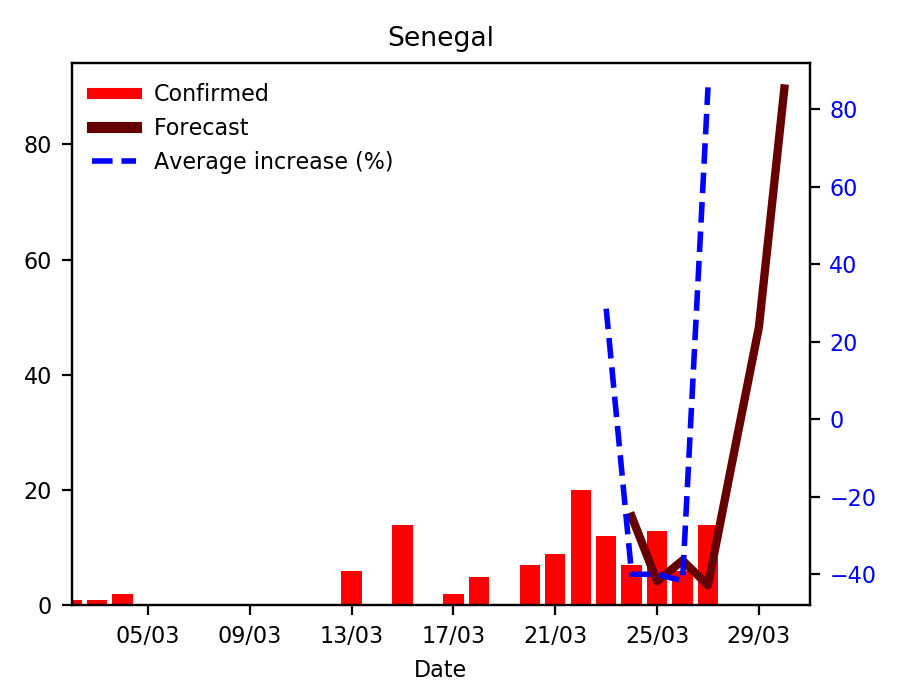 Senegal
Confirmed
Forecast
Average increase (%)
80
60
40
20
0
80
60
40
20
0
−20
−40
05/03 09/03 13/03 17/03 21/03 25/03 29/03
Date